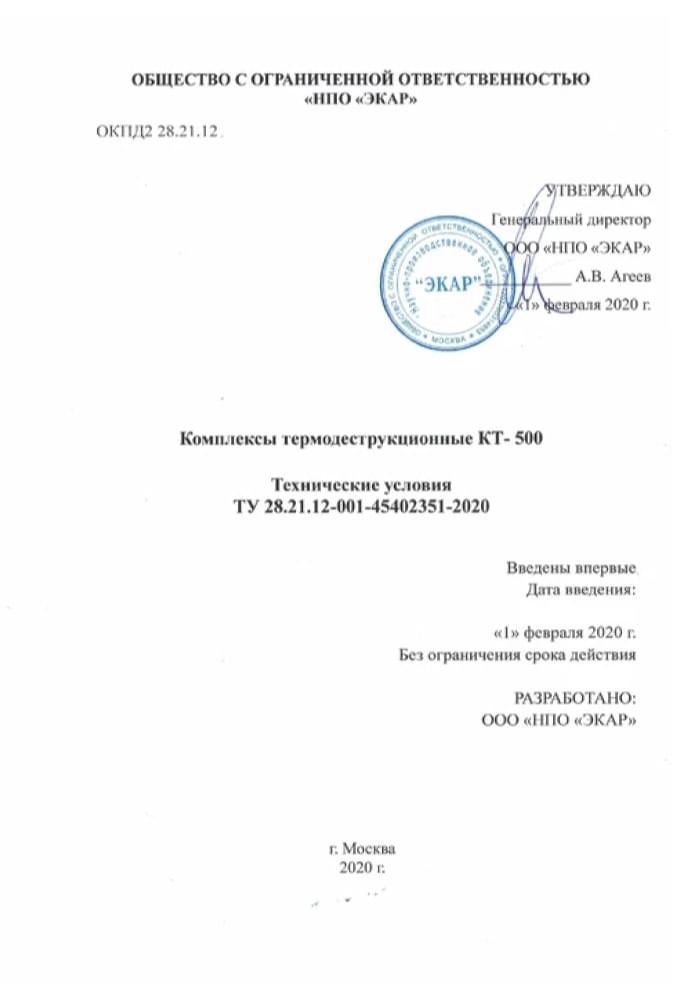 ОБЩЕСТВО С ОГРАНИЧЕННОЙ ОТВЕТСТВЕННОСТЬЮ
«НПО «ЭКАР»
ОКПД2 28.21.12
УТВЕРЖДАЮ
Генеральный директор
ООО «НПО «ЭКАР»
А.В. Агеев
«1» февраля 2020 г.
ОБЩЕСТВО С ОГРАНИЧЕННОЙ ОТВЕТСТВЕННОСТЬЮ
Научно-производственное объединение
"ЭКАР"
МОСКВА
Комплексы термодеструкционные КТ- 500
Технические условия
ТУ 28.21.12-001-45402351-2020
Введены впервые
Дата введения:
«1» февраля 2020 г.
Без ограничения срока действия
РАЗРАБОТАНО:
ООО «НПО «ЭКАР»
г. Москва
2020 г.